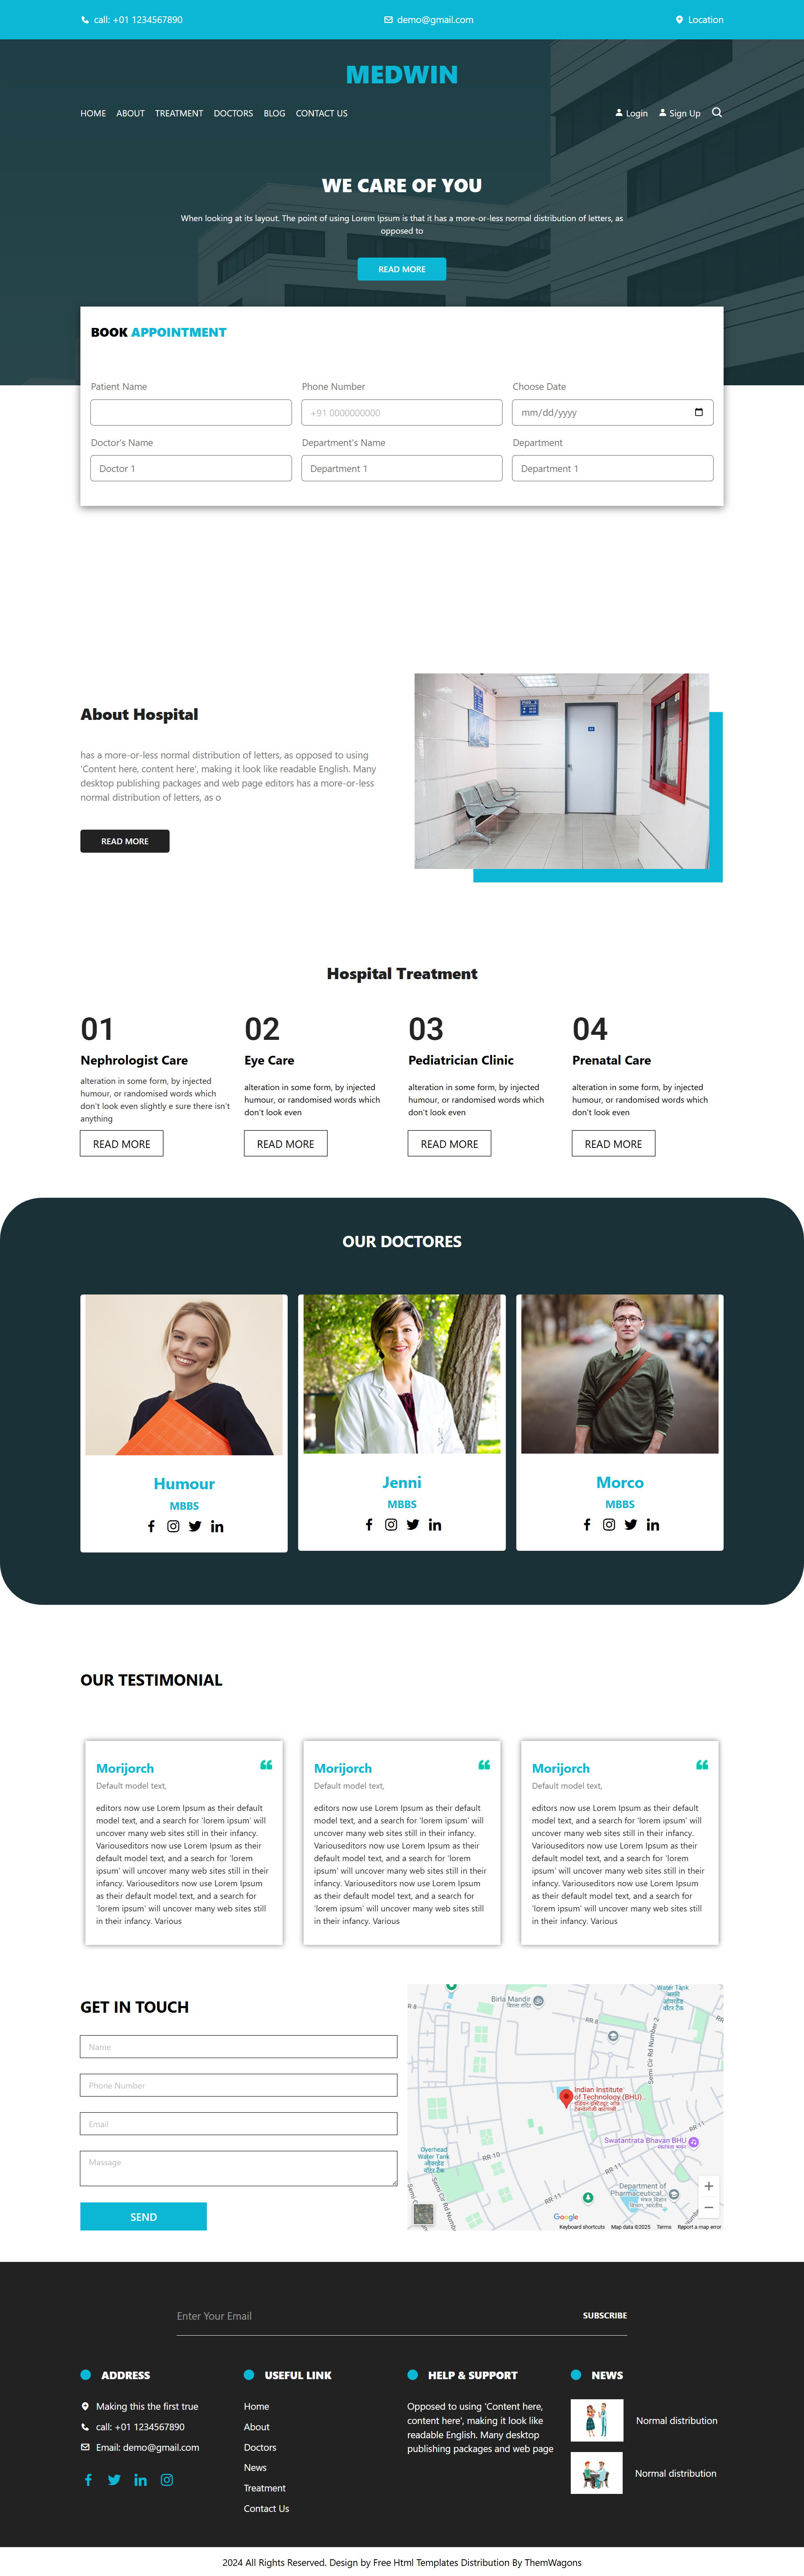 call: +01 1234567890
demo@gmail.com
Location
MEDWIN
HOME ABOUT TREATMENT DOCTORS BLOG CONTACT US
Login Sign Up
WE CARE OF YOU
When looking at its layout. The point of using Lorem Ipsum is that it has a more-or-less normal distribution of letters, as
opposed to
READ MORE
BOOK APPOINTMENT
Patient Name
Phone Number
Choose Date
+91 0000000000
mm/dd/yyyy
Doctor's Name
Department's Name
Department
Doctor 1
Department 1
Department 1
About Hospital
has a more-or-less normal distribution of letters, as opposed to using
'Content here, content here', making it look like readable English. Many
desktop publishing packages and web page editors has a more-or-less
normal distribution of letters, as o
READ MORE
Hospital Treatment
01
Nephrologist Care
alteration in some form, by injected
humour, or randomised words which
don't look even slightly e sure there isn't
anything
READ MORE
02
Eye Care
alteration in some form, by injected
humour, or randomised words which
don't look even
READ MORE
03
Pediatrician Clinic
alteration in some form, by injected
humour, or randomised words which
don't look even
READ MORE
04
Prenatal Care
alteration in some form, by injected
humour, or randomised words which
don't look even
READ MORE
OUR DOCTORES
Humour
MBBS
Jenni
MBBS
Morco
MBBS
OUR TESTIMONIAL
Morijorch
Default model text,
editors now use Lorem Ipsum as their default
model text, and a search for 'lorem ipsum' will
uncover many web sites still in their infancy.
Variouseditors now use Lorem Ipsum as their
default model text, and a search for 'lorem
ipsum' will uncover many web sites still in their
infancy. Variouseditors now use Lorem Ipsum
as their default model text, and a search for
'lorem ipsum' will uncover many web sites still
in their infancy. Various
Morijorch
Default model text,
editors now use Lorem Ipsum as their default
model text, and a search for 'lorem ipsum' will
uncover many web sites still in their infancy.
Variouseditors now use Lorem Ipsum as their
default model text, and a search for 'lorem
ipsum' will uncover many web sites still in their
infancy. Variouseditors now use Lorem Ipsum
as their default model text, and a search for
'lorem ipsum' will uncover many web sites still
in their infancy. Various
Morijorch
Default model text,
editors now use Lorem Ipsum as their default
model text, and a search for 'lorem ipsum' will
uncover many web sites still in their infancy.
Variouseditors now use Lorem Ipsum as their
default model text, and a search for 'lorem
ipsum' will uncover many web sites still in their
infancy. Variouseditors now use Lorem Ipsum
as their default model text, and a search for
'lorem ipsum' will uncover many web sites still
in their infancy. Various
GET IN TOUCH
Name
Phone Number
Email
Massage
SEND
Water Tank
Birla Mandir
बिरला मंदिर
RR 8
RR 8
Semi Cir Rd Number 2
Indian Institute
of Technology (BHU)...
RR 11
Swatantrata Bhavan BHU
Overhead
Water Tank
RR 10
RR-11
Department of
Pharmaceutical...
RR-11
Google
Keyboard shortcuts Map data ©2025 Terms Report a map error
Enter Your Email
SUBSCRIBE
ADDRESS
Making this the first true
call: +01 1234567890
Email: demo@gmail.com
USEFUL LINK
Home
About
Doctors
News
Treatment
Contact Us
HELP & SUPPORT
Opposed to using 'Content here,
content here', making it look like
readable English. Many desktop
publishing packages and web page
NEWS
Normal distribution
Normal distribution
2024 All Rights Reserved. Design by Free Html Templates Distribution By ThemWagons